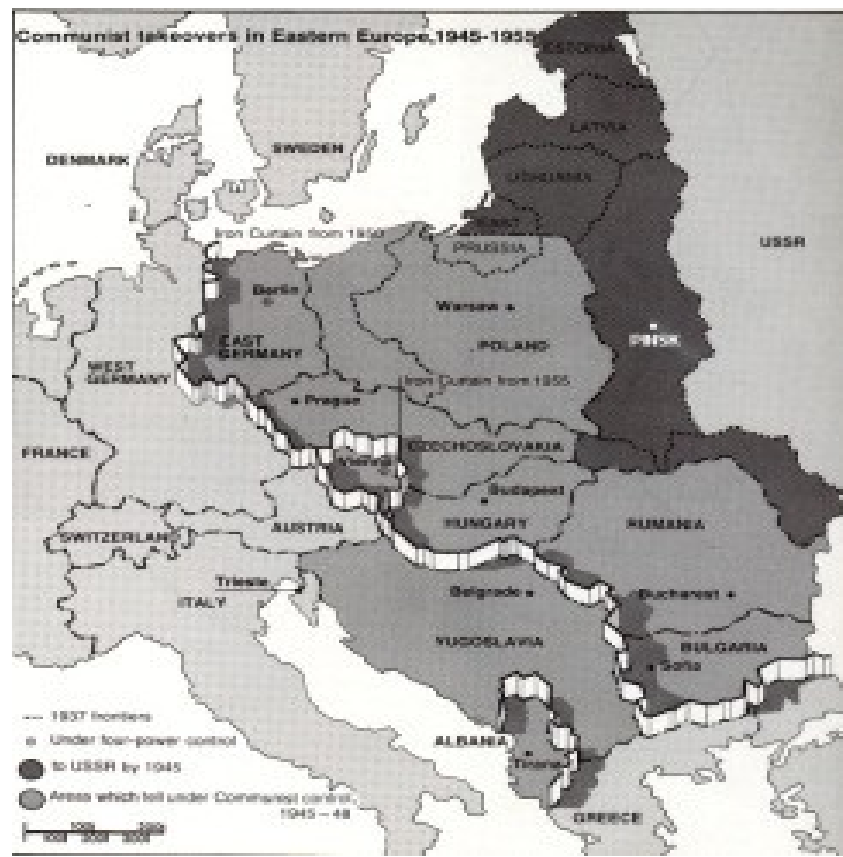 Communist takeovers in Eastern Europe, 1945-1955
ESTONIA
LATVIA
LITHUANIA
SWEDEN
DENMARK
EAST
PRUSSIA
USSR
Iron Curtain from
Berlin
Warsaw
EAST
GERMANY
POLAND
PINSK
WEST
GERMANY
Iron Curtain from 1955
Prague
FRANCE
CZECHOSLOVAKIA
Vienna
Budapest
SWITZERLAND
AUSTRIA
HUNGARY
RUMANIA
Trieste
ITALY
Belgrade
Bucharest
YUGOSLAVIA
BULGARIA
Sofia
ALBANIA
Tirana
GREECE
1937 frontiers
Under four-power control
to USSR by 1945
Areas which fell under Communist control,
1945-48